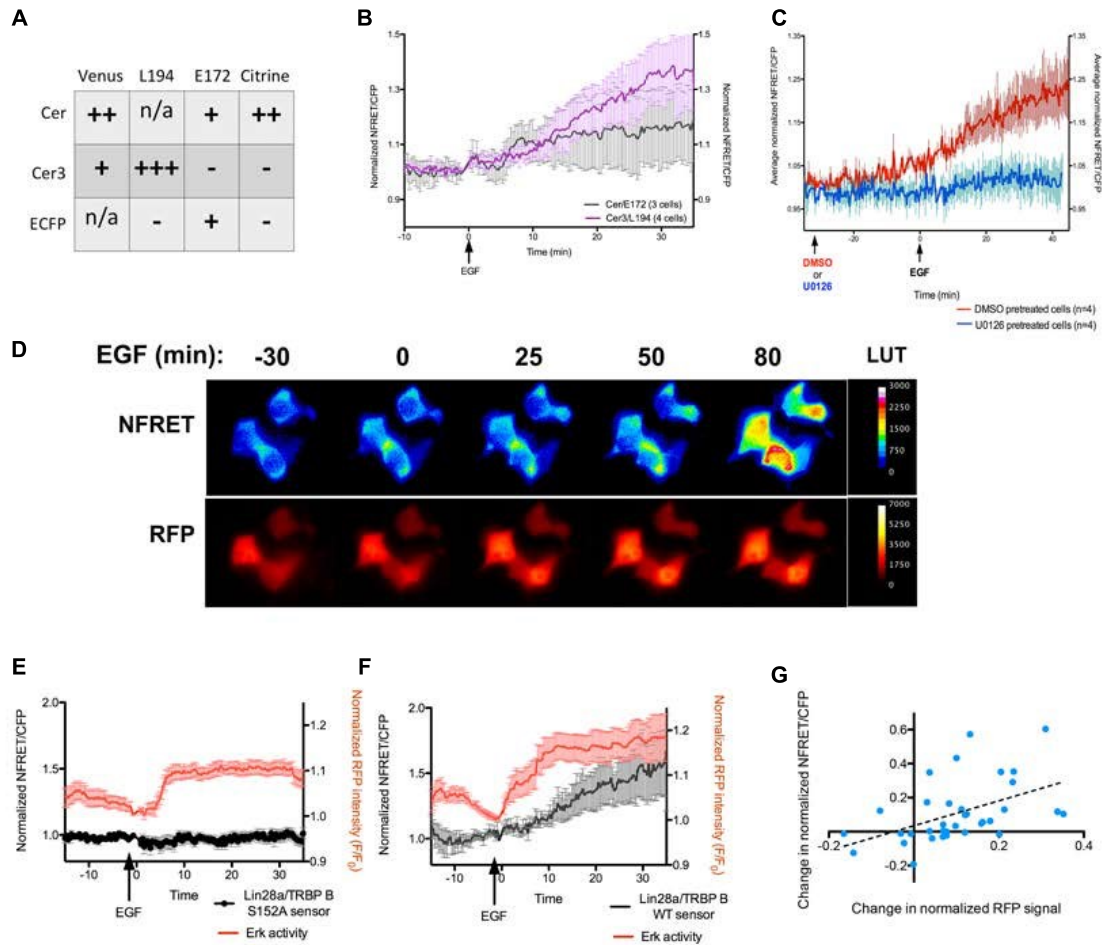 A
Venus L194 E172 Citrine
Cer ++ n/a + ++
Cer3 + +++ - -
ECFP n/a - + -
B
Normalized NFRET/CFP
1.5
1.3
1.1
0.9
1.5
1.3
1.1
0.9
Normalized NFRET/CFP
Cer/E172 (3 cells)
Cer3/L194 (4 cells)
-10 0 10 20 30
Time (min)
EGF
C
Average normalized NFRET/CFP
1.35
1.25
1.15
1.05
0.95
1.35
1.25
1.15
1.05
0.95
Average normalized NFRET/CFP
-20 0 20 40
DMSO
or
U0126
EGF
Time (min)
DMSO pretreated cells (n=4)
U0126 pretreated cells (n=4)
D
EGF (min): -30 0 25 50 80 LUT
NFRET
3000
2250
1500
750
0
RFP
7000
5250
3500
1750
0
E
Normalized NFRET/CFP
2.0
1.5
1.0
1.2
1.1
1.0
0.9
Normalized RFP intensity (F/F0)
-10 0 10 20 30
Time
EGF
Lin28a/TRBP B
S152A sensor
Erk activity
F
Normalized NFRET/CFP
2.0
1.5
1.0
1.2
1.1
1.0
0.9
Normalized RFP intensity (F/F0)
-10 0 10 20 30
Time
EGF
Lin28a/TRBP B
WT sensor
Erk activity
G
Change in normalized NFRET/CFP
0.6
0.4
0.2
-0.2
-0.2 0.2 0.4
Change in normalized RFP signal